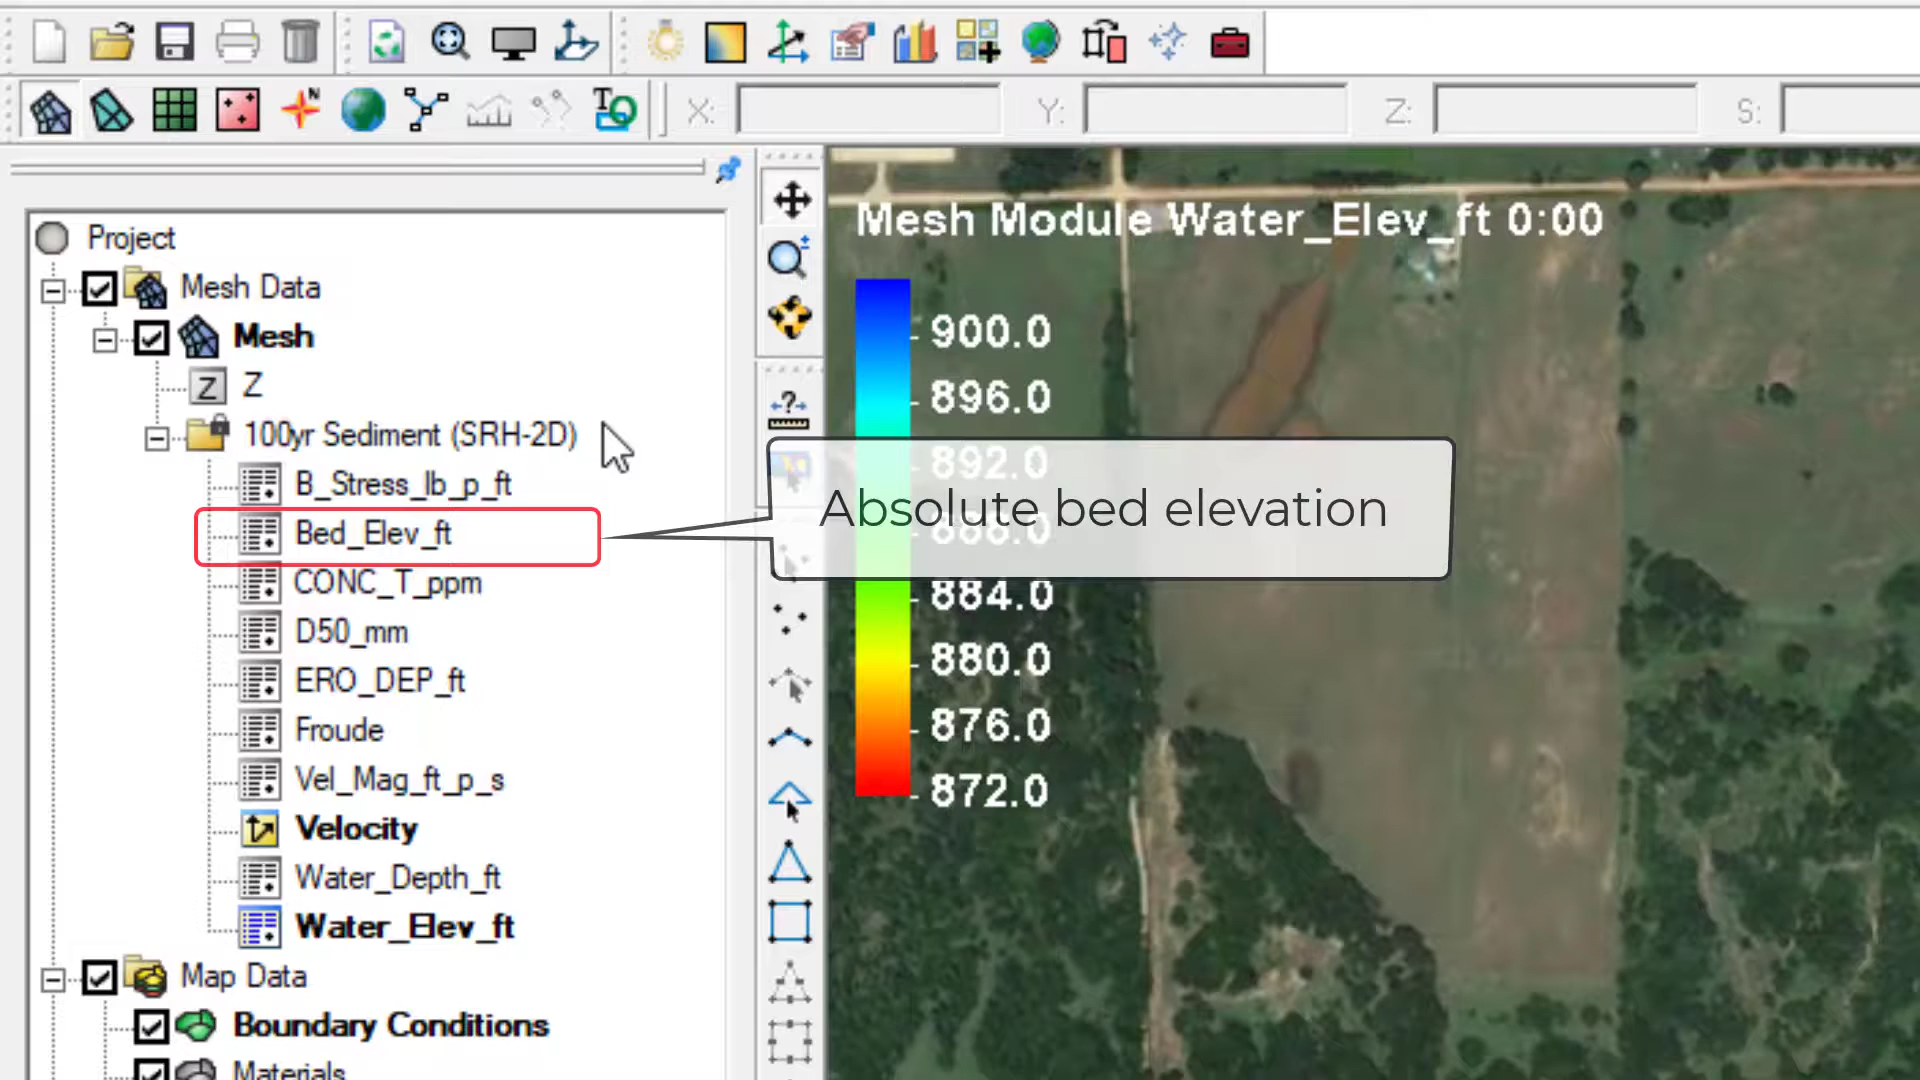 X:
Y:
Z:
S:
Project
Mesh Data
Mesh
Z
100yr Sediment (SRH-2D)
B_Stress_lb_p_ft
Bed_Elev_ft
CONC_T_ppm
D50_mm
ERO_DEP_ft
Froude
Vel_Mag_ft_p_s
Velocity
Water_Depth_ft
Water_Elev_ft
Map Data
Boundary Conditions
Materials
Mesh Module Water_Elev_ft 0:00
900.0
896.0
892.0
Absolute bed elevation
888.0
884.0
880.0
876.0
872.0